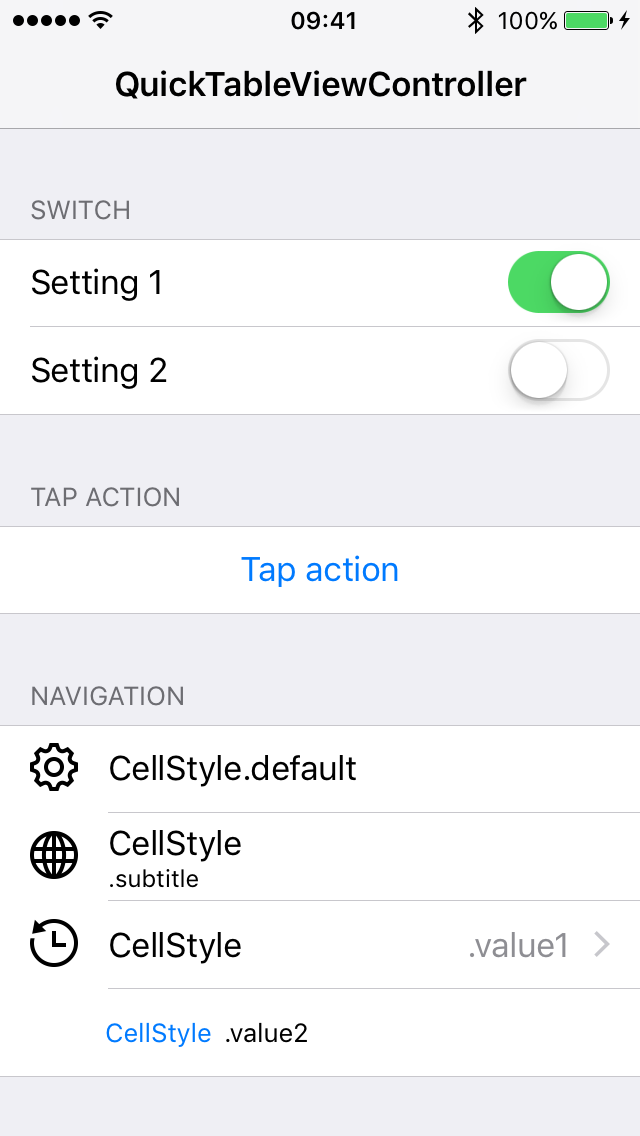 09:41 100%
QuickTableViewController
SWITCH
Setting 1
Setting 2
TAP ACTION
Tap action
NAVIGATION
CellStyle.default
CellStyle
.subtitle
CellStyle .value1
CellStyle .value2